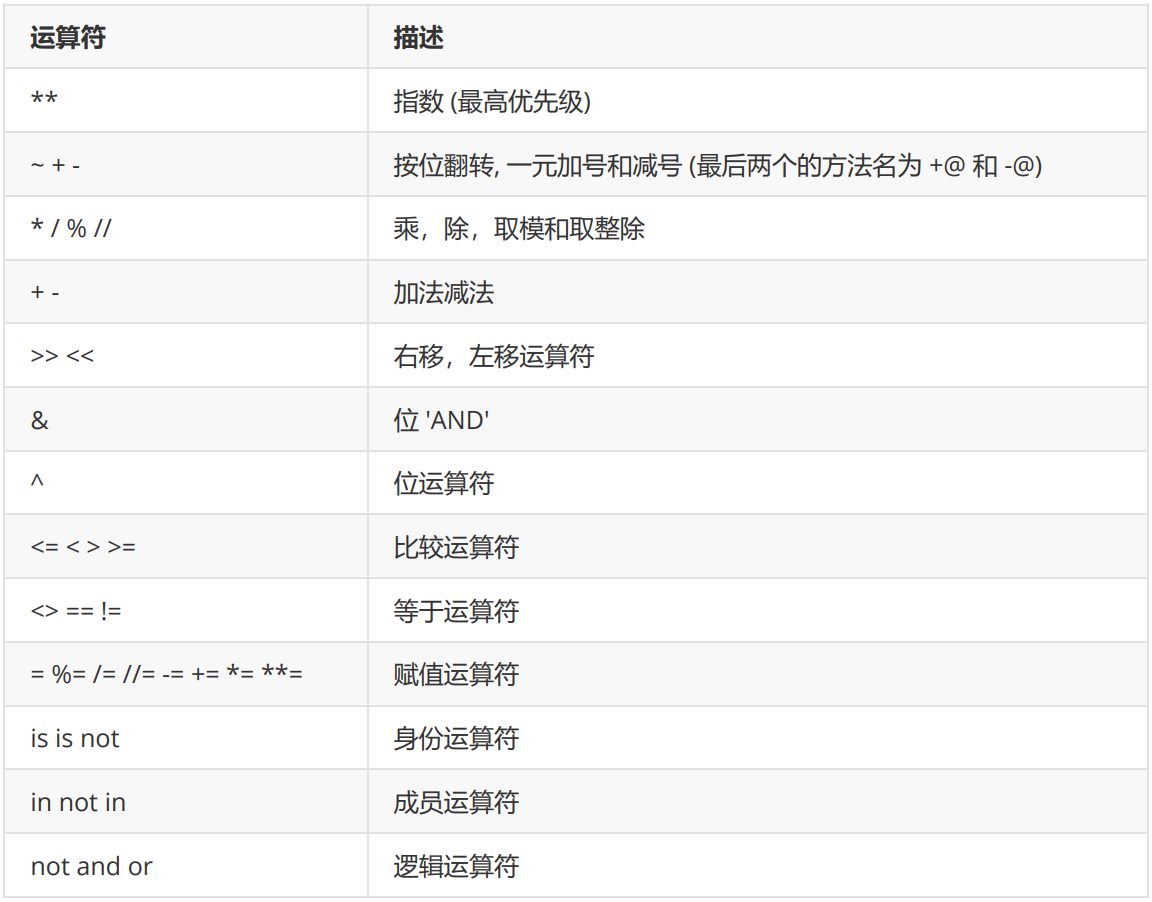 运算符 描述
** 指数 (最高优先级)
~ + - 按位翻转, 一元加号和减号 (最后两个的方法名为 +@ 和 -@)
* / % // 乘，除，取模和取整除
+ - 加法减法
>> << 右移，左移运算符
& 位 'AND'
^ 位运算符
<= < > >= 比较运算符
<> == != 等于运算符
= %= /= //= -= += *= **= 赋值运算符
is is not 身份运算符
in not in 成员运算符
not and or 逻辑运算符